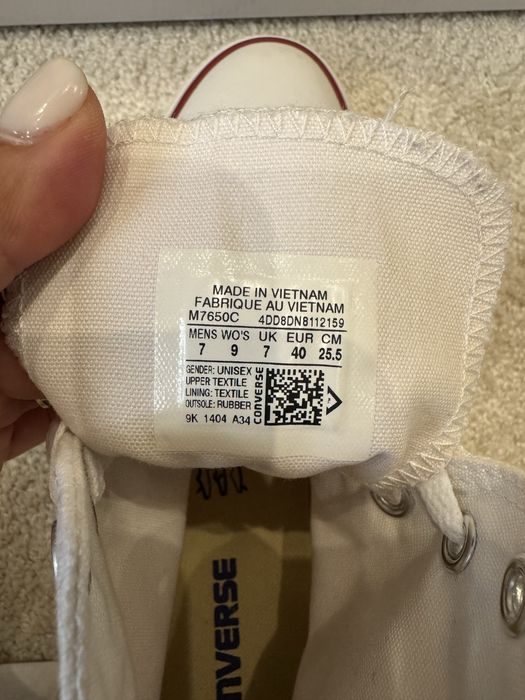 MADE IN VIETNAM
FABRIQUE AU VIETNAM
M7650C 4DD8DN8112159
MENS WO'S UK EUR CM
7 9 7 40 25.5
GENDER: UNISEX
UPPER TEXTILE
LINING: TEXTILE
OUTSOLE: RUBBER
9K 1404 A34
CONVERSE
NVERSE